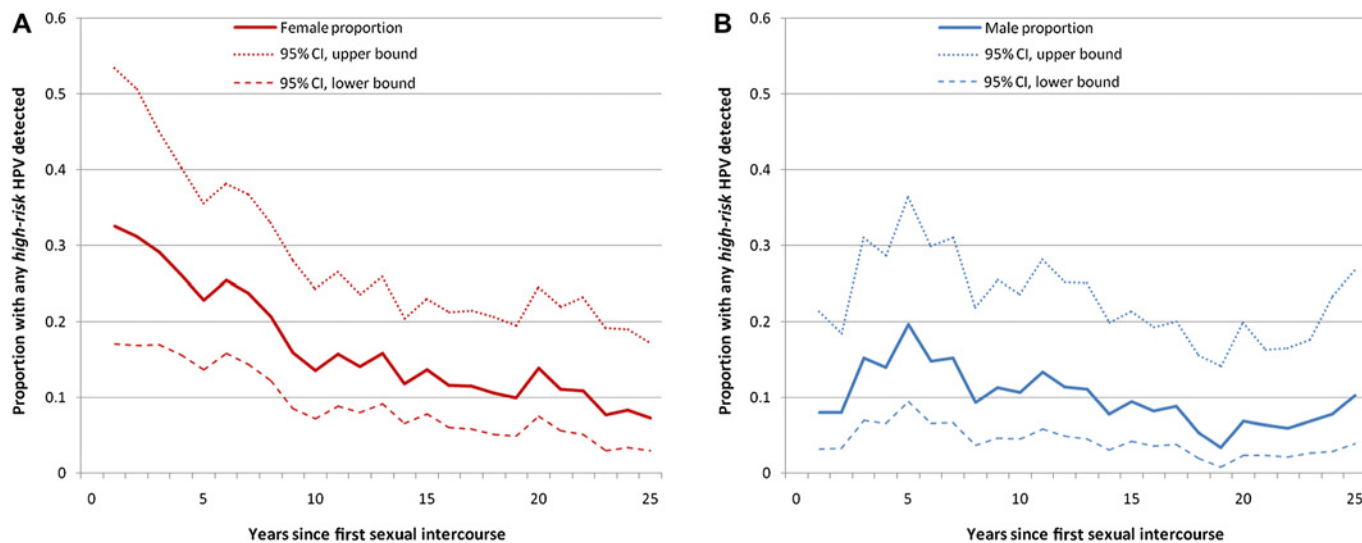 A
Female proportion
95% CI, upper bound
95% CI, lower bound
Proportion with any high-risk HPV detected
0.6
0.5
0.4
0.3
0.2
0.1
0
0 5 10 15 20 25
Years since first sexual intercourse
B
Male proportion
95% CI, upper bound
95% CI, lower bound
Proportion with any high-risk HPV detected
0.6
0.5
0.4
0.3
0.2
0.1
0
0 5 10 15 20 25
Years since first sexual intercourse